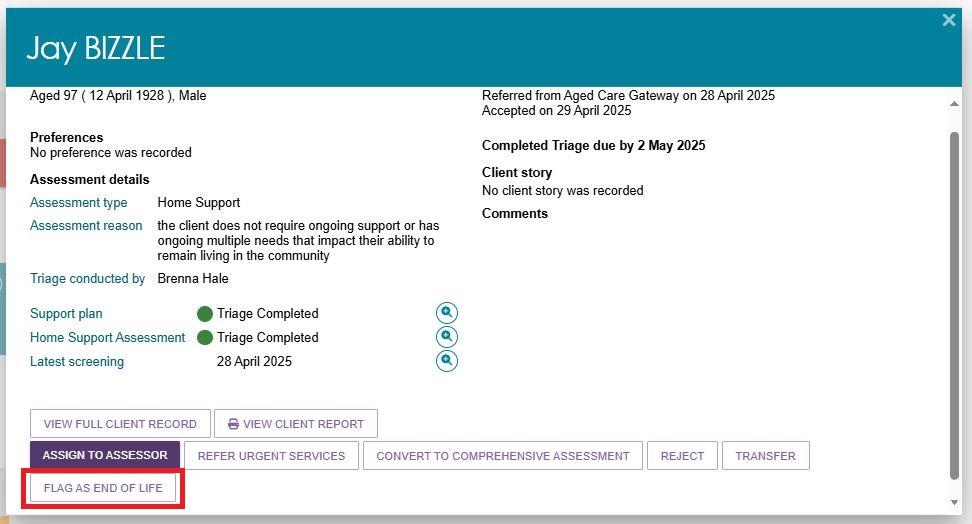 Jay BIZZLE
Aged 97 ( 12 April 1928 ), Male
Preferences
No preference was recorded
Assessment details
Assessment type Home Support
Assessment reason the client does not require ongoing support or has
ongoing multiple needs that impact their ability to
remain living in the community
Triage conducted by Brenna Hale
Support plan Triage Completed
Home Support Assessment Triage Completed
Latest screening 28 April 2025
Referred from Aged Care Gateway on 28 April 2025
Accepted on 29 April 2025
Completed Triage due by 2 May 2025
Client story
No client story was recorded
Comments
VIEW FULL CLIENT RECORD VIEW CLIENT REPORT
ASSIGN TO ASSESSOR REFER URGENT SERVICES CONVERT TO COMPREHENSIVE ASSESSMENT REJECT TRANSFER
FLAG AS END OF LIFE